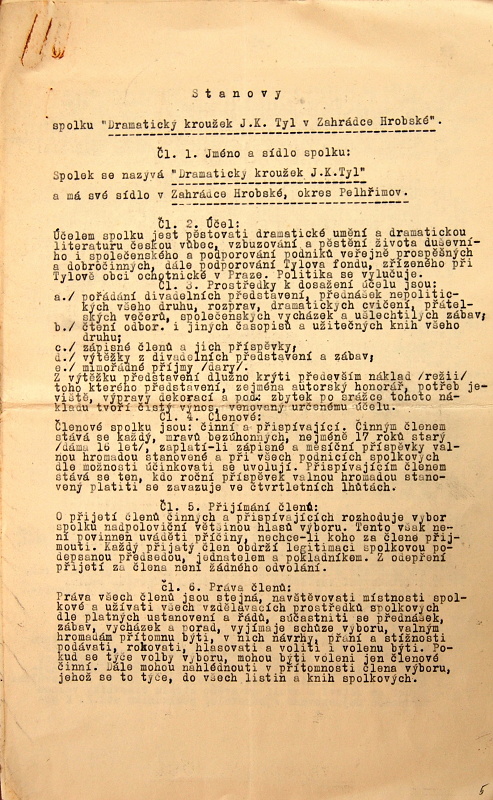 S t a n o v y
spolku "Dramatický kroužek J.K. Tyl v Zahrádce Hrobské".
Čl. 1. Jméno a sídlo spolku:
Spolek se nazývá "Dramatický kroužek J.K.Tyl"
a má své sídlo v Zahrádce Hrobské, okres Pelhřimov.
Čl. 2. Účel:
Účelem spolku jest pěstovati dramatické umění a dramatickou
literaturu českou vůbec, vzbuzování a pěstění života duševní-
ho i společenského a podporování podniků veřejně prospěšných
a dobročinných, dále podporování Tylova fondu, zřízeného při
Tylově obci ochotnické v Praze. Politika se vylučuje.
Čl. 3. Prostředky k dosažení účelu jsou:
a./ pořádání divadelních představení, přednášek nepolitic-
kých všeho druhu, rozprav, dramatických cvičení, přátel-
ských večerů, společenských vycházek a ušlechtilých zábav;
b./ čtení odbor. i jiných časopisů a užitečných knih všeho
druhu;
c./ zápisné členů a jich příspěvky;
d./ výtěžky z divadelních představení a zábav;
e./ mimořádné příjmy /dary/.
Z výtěžku představení dlužno krýti především náklad /režii/
toho kterého představení, zejména autorský honorář, potřeb je-
viště, výpravy dekorací a pod: zbytek po srážce tohoto ná-
kladu tvoří čistý výnos, venovaný určenému účelu.
Čl. 4. Členové:
Členové spolku jsou: činní a přispívající. Činným členem
stává se každý, mravů bezúhonných, nejméně 17 roků starý
/dáma 16 let/, zaplatí-li zápisné a měsíční příspěvky val-
nou hromadou stanovené a při všech podnicích spolkových
dle možnosti účinkovati se uvolí. Přispívajícím členem
stává se ten, kdo roční příspěvek valnou hromadou stano-
vený platiti se zavazuje ve čtvrtletních lhůtách.
Čl. 5. Přijímání členů:
O přijetí členů činných a přispívajících rozhoduje výbor
spolku nadpoloviční většinou hlasů výboru. Tento však ne-
ní povinnen uváděti příčiny, nechce-li koho za člene přij-
mouti. Každý přijatý člen obdrží legitimaci spolkovou po-
depsanou předsedou, jednatelem a pokladníkem. Z odepření
přijetí za člena není žádného odvolání.
Čl. 6. Práva členů:
Práva všech členů jsou stejná, navštěvovati místnosti spol-
kové a užívati všech vzdělávacích prostředků spolkových
dle platných ustanovení a řádů, súčastniti se přednášek,
zábav, vycházek a porad, vyjímaje schůze výboru, valným
hromadám přítomnu býti, v nich návrhy, přání a stížnosti
podávati, rokovati, hlasovati a voliti i volenu býti. Po-
kud se týče volby výboru, mohou býti voleni jen členové
činní. Dále mohou nahlédnouti v přítomnosti člena výboru,
jehož se to týče, do všech listin a knih spolkových.
5